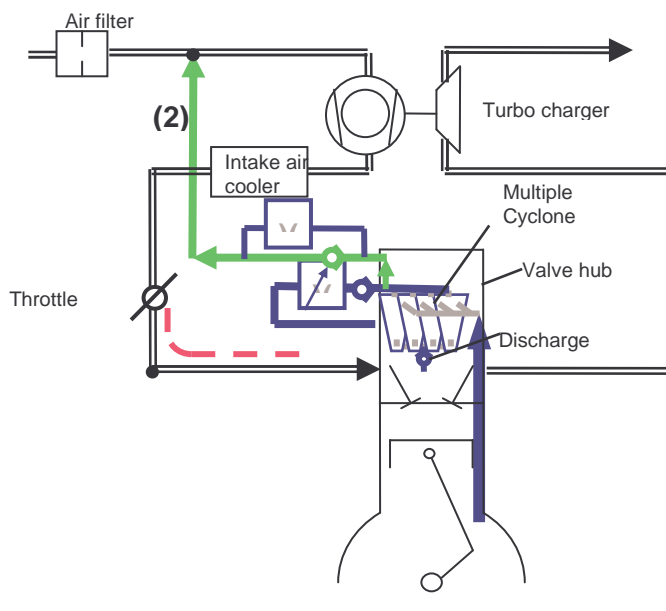 Air filter
(2)
Turbo charger
Intake air
cooler
Multiple
Cyclone
Valve hub
Throttle
Discharge